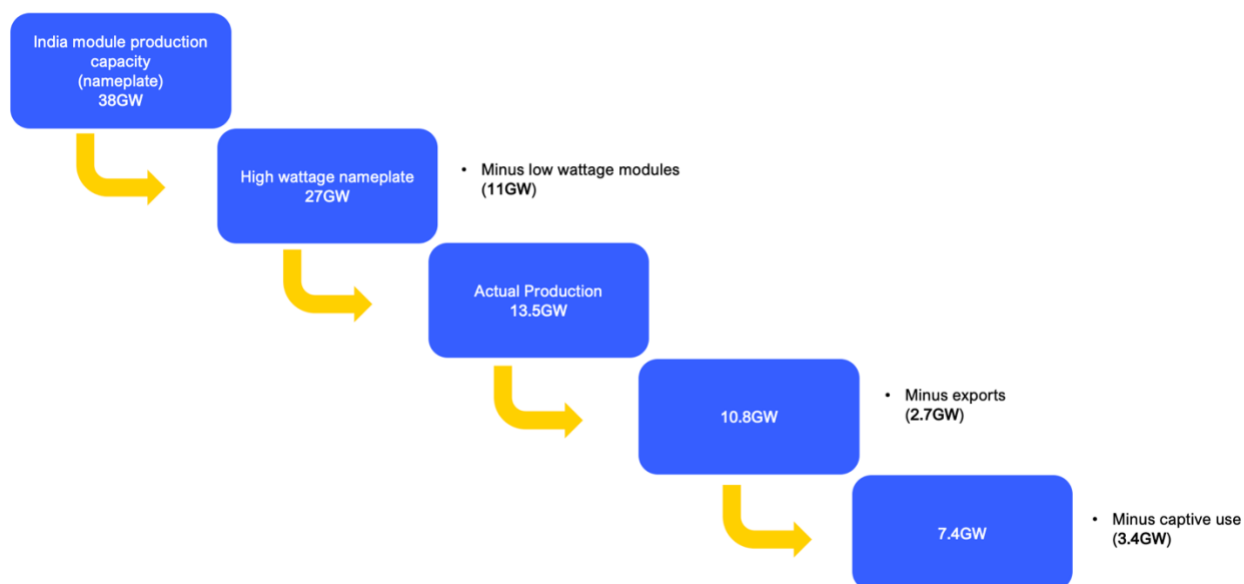 India module production
capacity
(nameplate)
38GW
High wattage nameplate
27GW
• Minus low wattage modules
(11GW)
Actual Production
13.5GW
10.8GW
• Minus exports
(2.7GW)
7.4GW
• Minus captive use
(3.4GW)